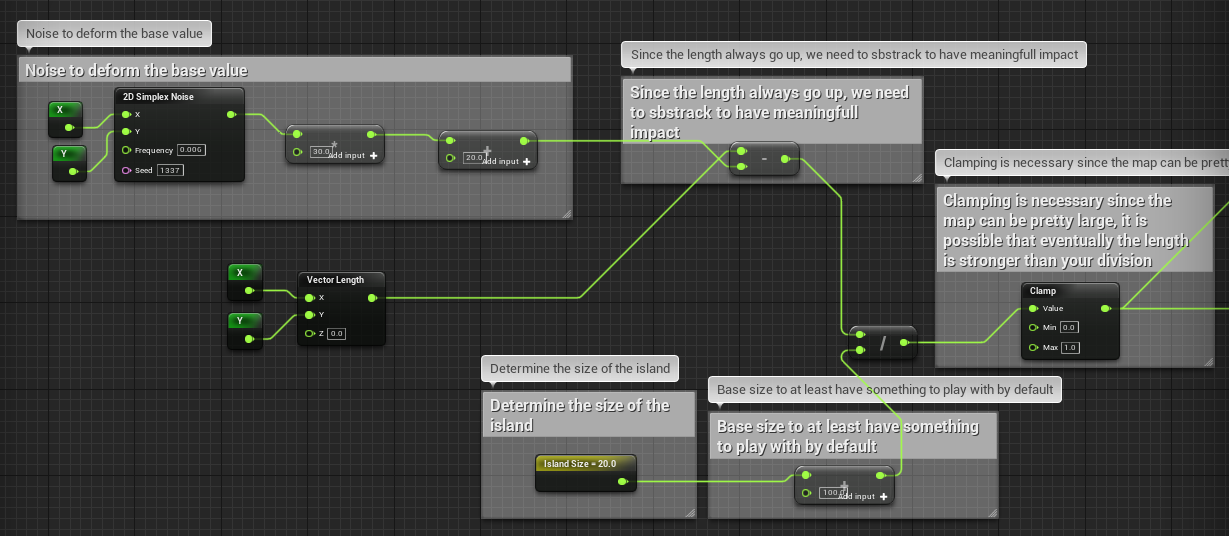 Noise to deform the base value
Noise to deform the base value
X
Y
2D Simplex Noise
X
Y
Frequency 0.006
Seed 1337
30.0
Add input +
+
20.0
Add input +
Since the length always go up, we need to sbstrack to have meaningfull impact
Since the length always go up, we need
to sbstrack to have meaningfull
impact
-
Clamping is necessary since the map can be
Clamping is necessary since the
map can be pretty large, it is
possible that eventually the length
is stronger than your division
Clamp
Value
Min 0.0
Max 1.0
X
Y
Vector Length
X
Y
Z 0.0
/
Determine the size of the island
Determine the size of the
island
Island Size = 20.0
Base size to at least have something to play with by default
Base size to at least have something
to play with by default
+
Add input +